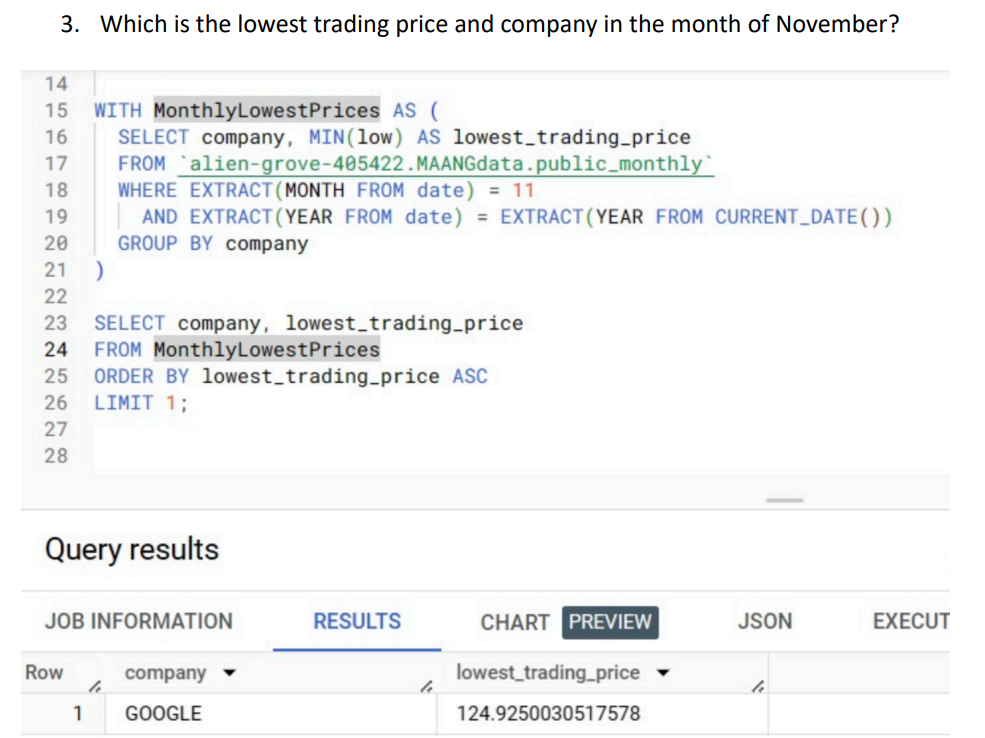 3. Which is the lowest trading price and company in the month of November?
14
15 WITH MonthlyLowestPrices AS (
16 SELECT company, MIN(low) AS lowest_trading_price
17 FROM `alien-grove-405422.MAANGdata.public_monthly`
18 WHERE EXTRACT(MONTH FROM date) = 11
19 AND EXTRACT(YEAR FROM date) = EXTRACT(YEAR FROM CURRENT_DATE())
20 GROUP BY company
21 )
22
23 SELECT company, lowest_trading_price
24 FROM MonthlyLowestPrices
25 ORDER BY lowest_trading_price ASC
26 LIMIT 1;
27
28
Query results
JOB INFORMATION RESULTS CHART PREVIEW JSON EXECUT
Row company lowest_trading_price
1 GOOGLE 124.9250030517578